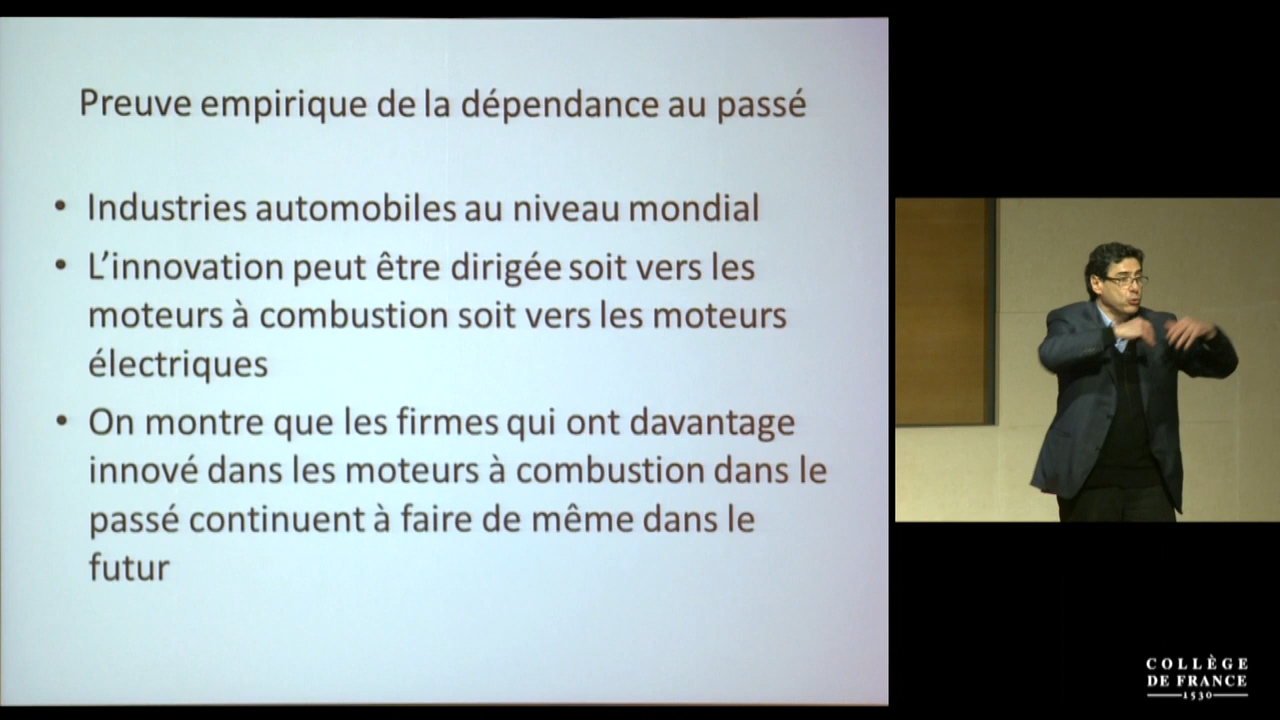 Preuve empirique de la dépendance au passé
• Industries automobiles au niveau mondial
• L'innovation peut être dirigée soit vers les
moteurs à combustion soit vers les moteurs
électriques
• On montre que les firmes qui ont davantage
innové dans les moteurs à combustion dans le
passé continuent à faire de même dans le
futur
COLLÈGE
DE FRANCE
1530